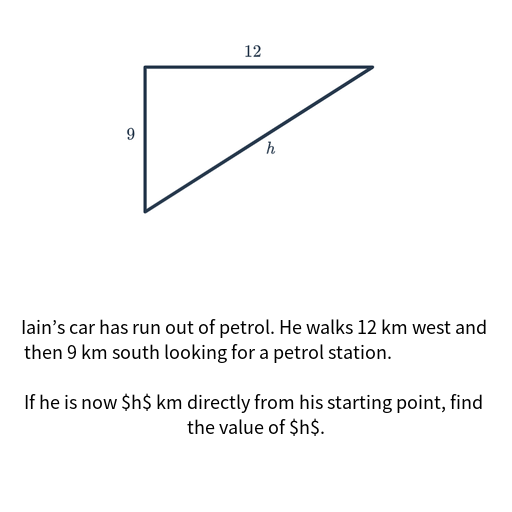 12
9
h
Iain’s car has run out of petrol. He walks 12 km west and
then 9 km south looking for a petrol station.
If he is now $h$ km directly from his starting point, find
the value of $h$.